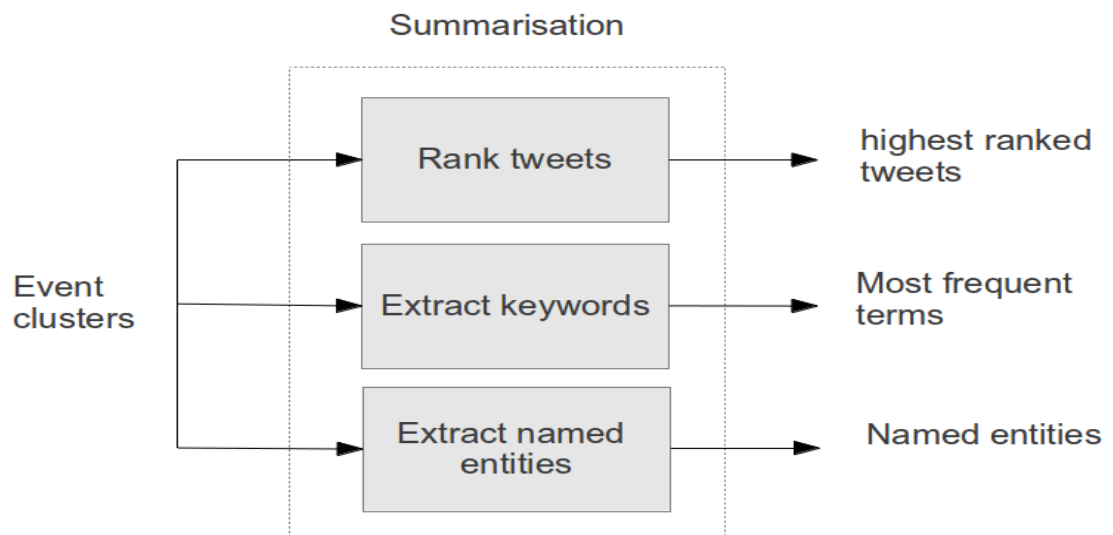 Summarisation
Rank tweets
highest ranked
tweets
Event
clusters
Extract keywords
Most frequent
terms
Extract named
entities
Named entities